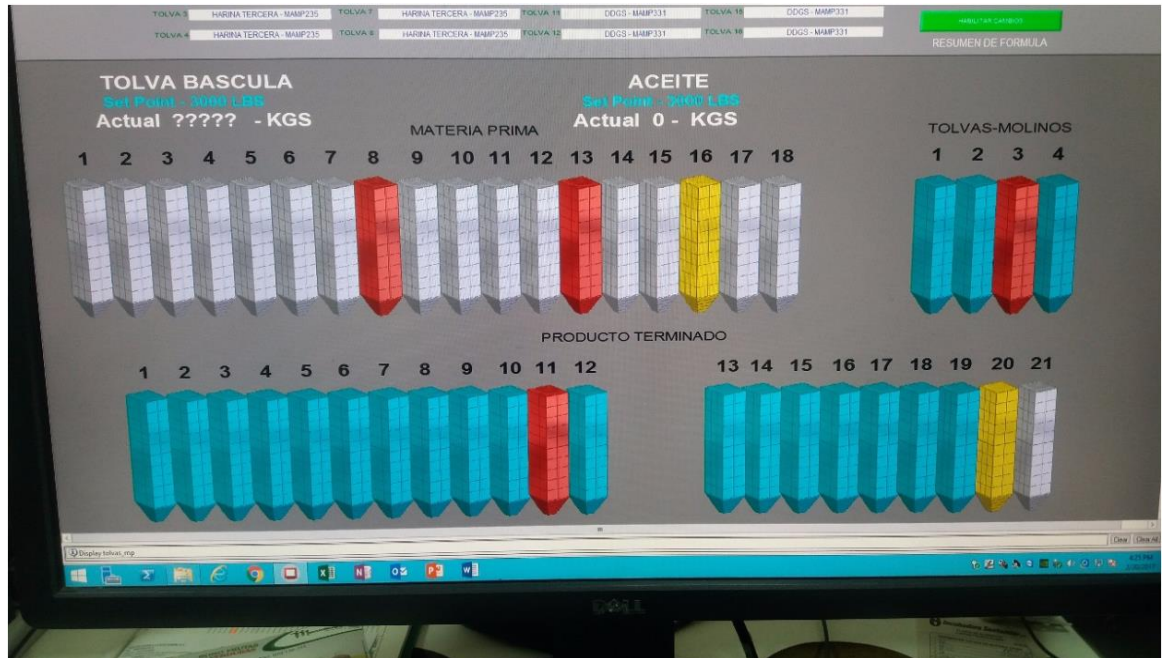 TOLVA 3 HARINA TERCERA - MAMP235 TOLVA 7 HARINA TERCERA - MAMP235 TOLVA 11 DDGS - MAMP331 TOLVA 15 DDGS - MAMP331
HABILITAR CAMBIOS
TOLVA 4 HARINA TERCERA - MAMP235 TOLVA 8 HARINA TERCERA - MAMP235 TOLVA 12 DDGS - MAMP331 TOLVA 16 DDGS - MAMP331
RESUMEN DE FORMULA
TOLVA BASCULA
Set Point - 3000 LBS
Actual ????? - KGS
ACEITE
Set Point - 3000 LBS
Actual 0 - KGS
MATERIA PRIMA
TOLVAS-MOLINOS
1 2 3 4 5 6 7 8 9 10 11 12 13 14 15 16 17 18
1 2 3 4
PRODUCTO TERMINADO
1 2 3 4 5 6 7 8 9 10 11 12
13 14 15 16 17 18 19 20 21
Display tolvas_mp
Clear Clear All
DELL